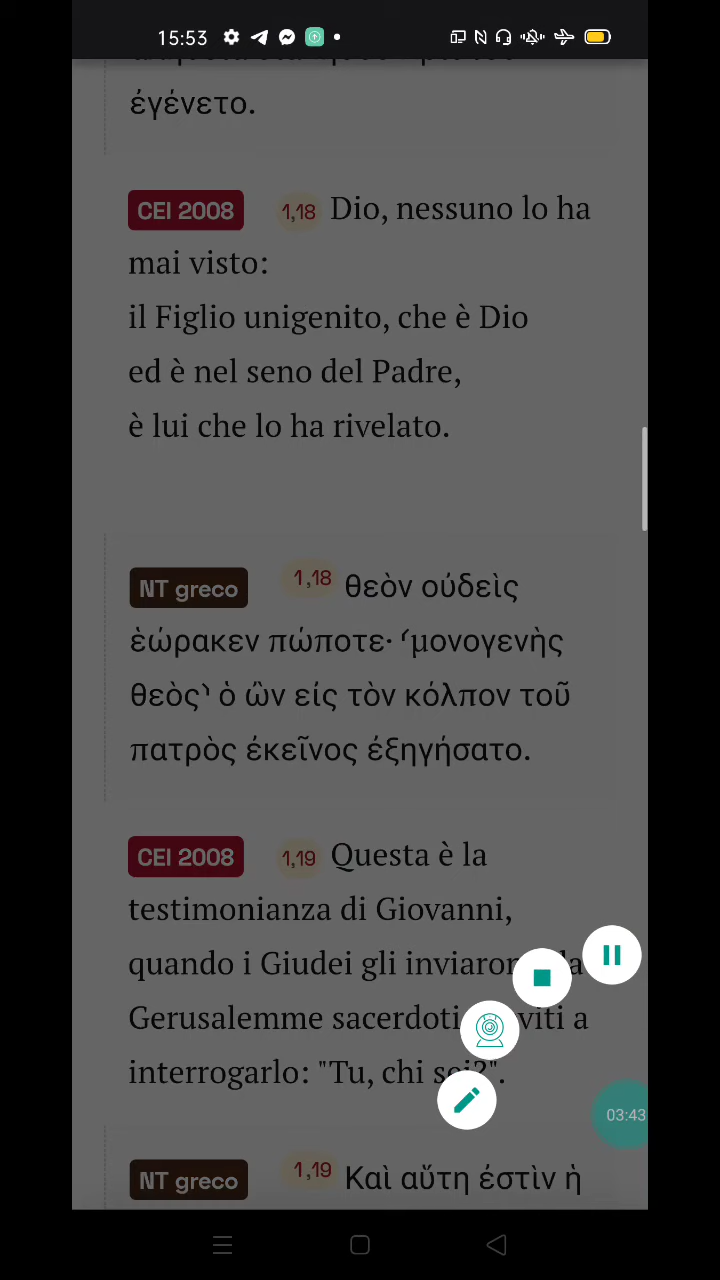 15:53
ἐγένετο.
CEI 2008 1,18 Dio, nessuno lo ha
mai visto:
il Figlio unigenito, che è Dio
ed è nel seno del Padre,
è lui che lo ha rivelato.
NT greco 1,18 θεὸν οὐδεὶς
ἑώρακεν πώποτε· ⸂μονογενὴς
θεὸς⸃ ὁ ὢν εἰς τὸν κόλπον τοῦ
πατρὸς ἐκεῖνος ἐξηγήσατο.
CEI 2008 1,19 Questa è la
testimonianza di Giovanni,
quando i Giudei gli inviaron
Gerusalemme sacerdoti viti a
interrogarlo: "Tu, chi sei?".
03:43
NT greco 1,19 Καὶ αὕτη ἐστὶν ἡ